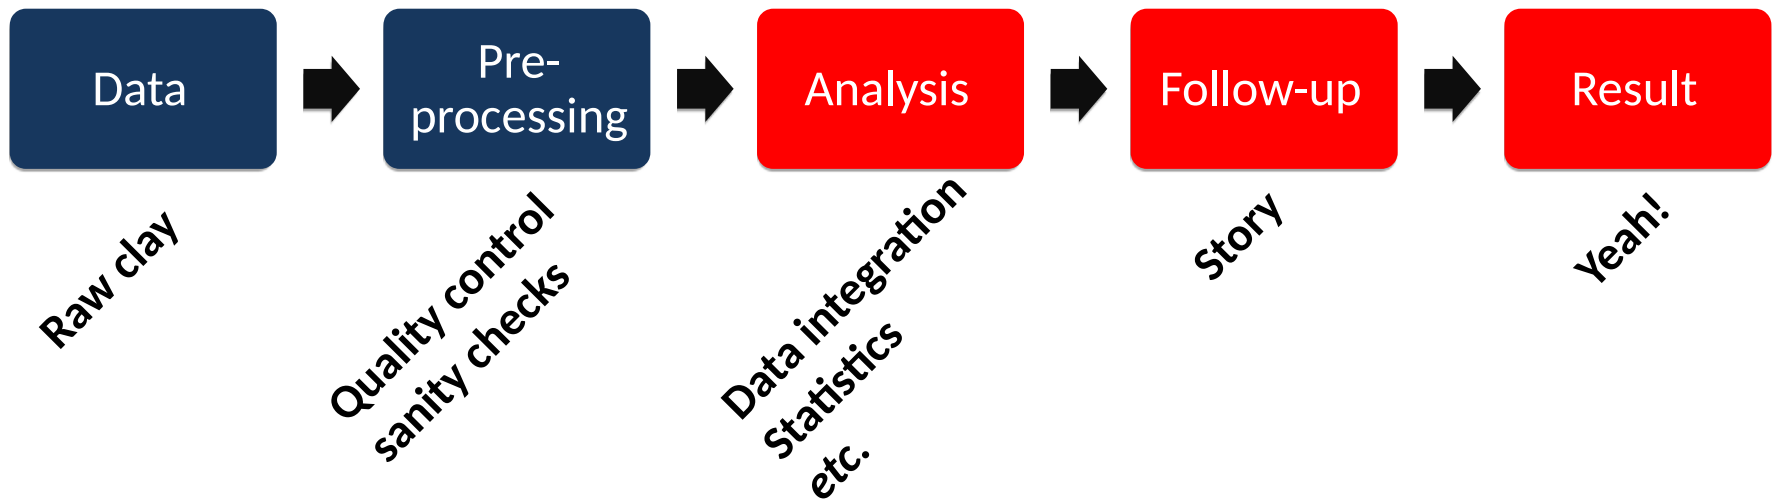 Data
Pre-
processing
Analysis
Follow-up
Result
Raw clay
Quality control
sanity checks
Data integration
Statistics
etc.
Story
Yeah!